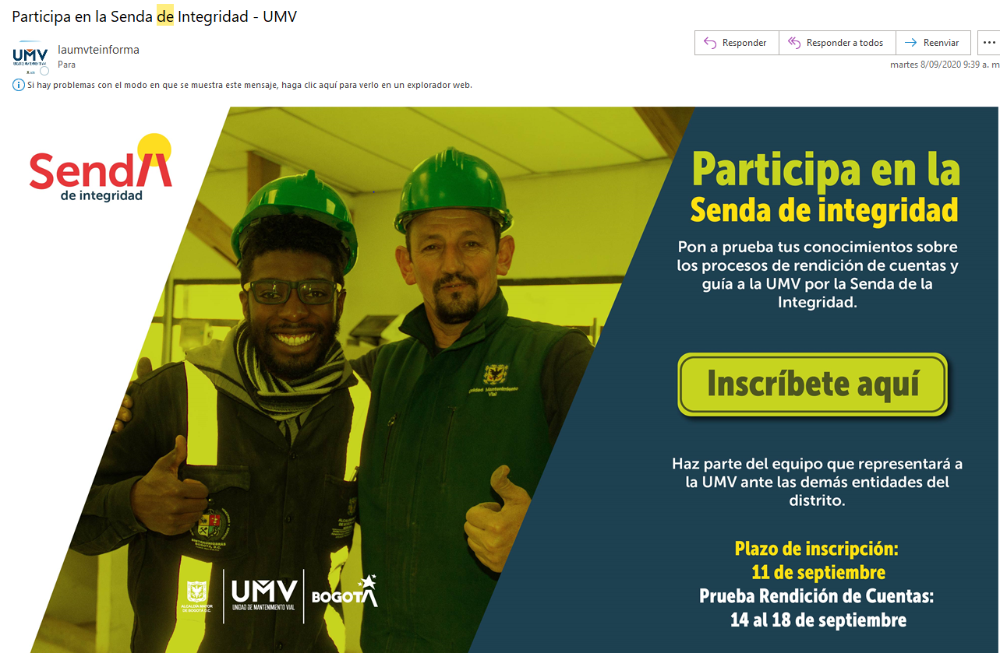 Participa en la Senda de Integridad - UMV
UMV
laumvteinforma
Para
Responder
Responder a todos
Reenviar
martes 8/09/2020 9:39 a. m
Si hay problemas con el modo en que se muestra este mensaje, haga clic aquí para verlo en un explorador web.
Senda
de integridad
Participa en la
Senda de integridad
Pon a prueba tus conocimientos sobre
los procesos de rendición de cuentas y
guía a la UMV por la Senda de la
Integridad.
Inscríbete aquí
Haz parte del equipo que representará a
la UMV ante las demás entidades del
distrito.
Plazo de inscripción:
11 de septiembre
Prueba Rendición de Cuentas:
14 al 18 de septiembre
Unidad Mantenimiento
Vial
BOGOTÁ, D.C.
ALCALDÍA MAYOR
DE BOGOTÁ D.C.
UMV
UNIDAD DE MANTENIMIENTO VIAL
BOGOTA